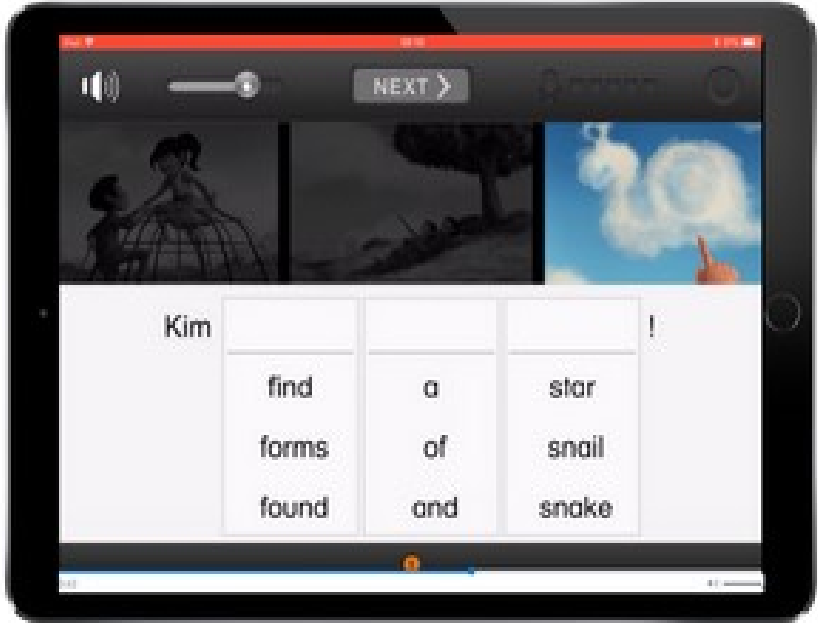 NEXT
Kim !
find a star
forms of snail
found and snake